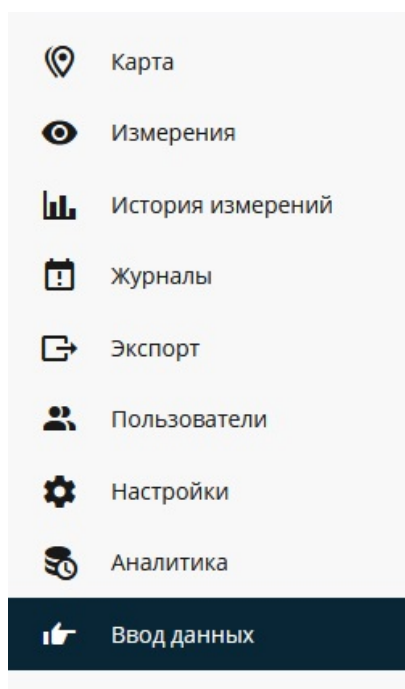 Карта
Измерения
История измерений
Журналы
Экспорт
Пользователи
Настройки
Аналитика
Ввод данных